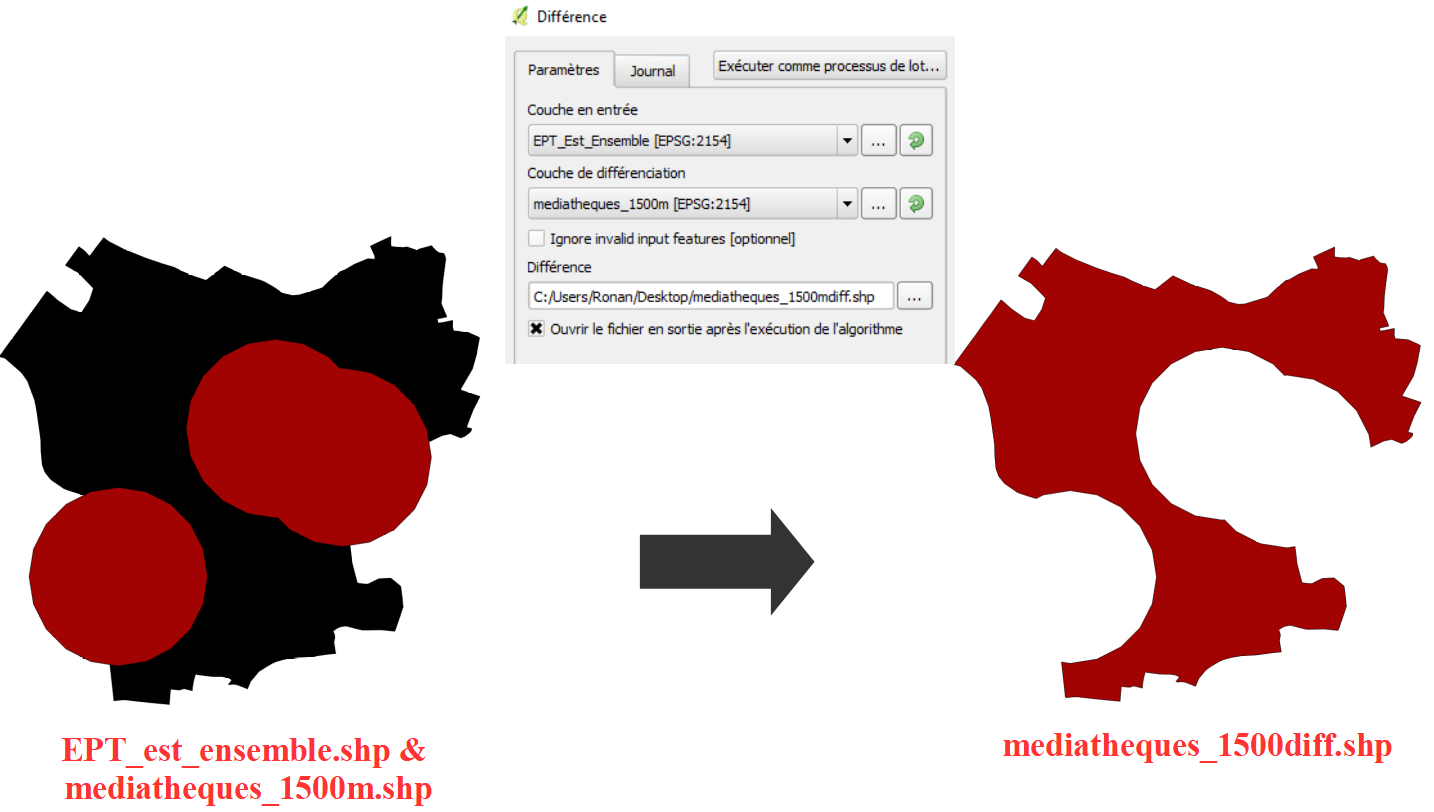 Différence
Paramètres
Journal
Exécuter comme processus de lot...
Couche en entrée
EPT_Est_Ensemble [EPSG:2154]
...
Couche de différenciation
mediatheques_1500m [EPSG:2154]
...
Ignore invalid input features [optionnel]
Différence
C:/Users/Ronan/Desktop/mediatheques_1500mdiff.shp
...
Ouvrir le fichier en sortie après l'exécution de l'algorithme
EPT_est_ensemble.shp &
mediatheques_1500m.shp
mediatheques_1500diff.shp